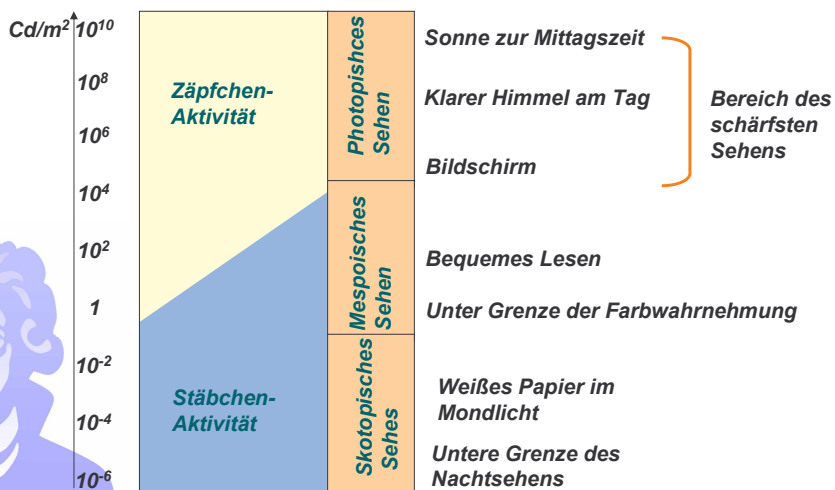 Cd/m² 10¹⁰
10⁸
10⁶
10⁴
10²
1
10⁻²
10⁻⁴
10⁻⁶
Zäpfchen-
Aktivität
Stäbchen-
Aktivität
Photopishces
Sehen
Mespoisches
Sehen
Skotopisches
Sehes
Sonne zur Mittagszeit
Klarer Himmel am Tag
Bildschirm
Bereich des
schärfsten
Sehens
Bequemes Lesen
Unter Grenze der Farbwahrnehmung
Weißes Papier im
Mondlicht
Untere Grenze des
Nachtsehens